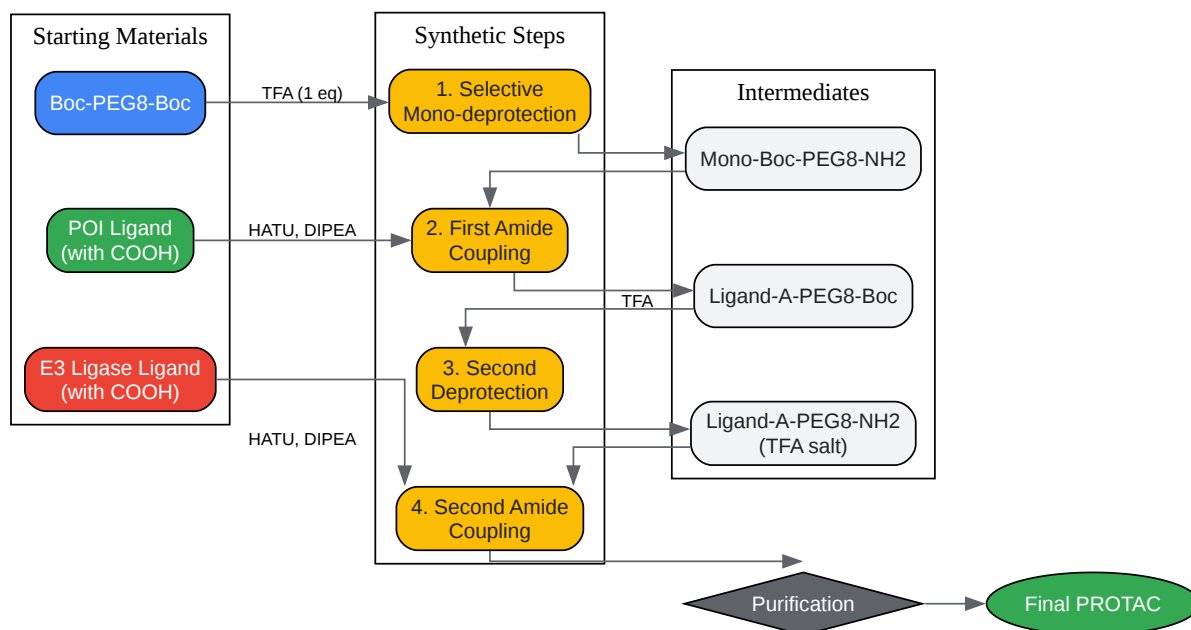 Starting Materials
Boc-PEG8-Boc
POI Ligand
(with COOH)
E3 Ligase Ligand
(with COOH)
TFA (1 eq)
HATU, DIPEA
HATU, DIPEA
Synthetic Steps
1. Selective
Mono-deprotection
2. First Amide
Coupling
TFA
3. Second
Deprotection
4. Second Amide
Coupling
Intermediates
Mono-Boc-PEG8-NH2
Ligand-A-PEG8-Boc
Ligand-A-PEG8-NH2
(TFA salt)
Purification
Final PROTAC